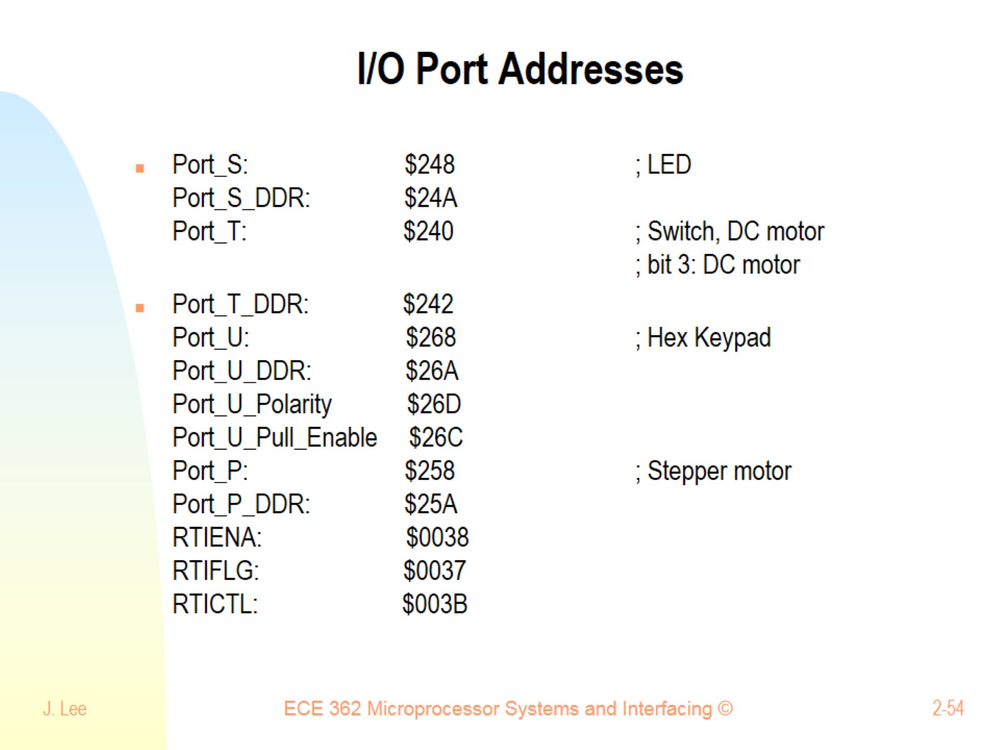 I/O Port Addresses
Port_S: $248 ; LED
Port_S_DDR: $24A
Port_T: $240 ; Switch, DC motor
; bit 3: DC motor
Port_T_DDR: $242
Port_U: $268 ; Hex Keypad
Port_U_DDR: $26A
Port_U_Polarity $26D
Port_U_Pull_Enable $26C
Port_P: $258 ; Stepper motor
Port_P_DDR: $25A
RTIENA: $0038
RTIFLG: $0037
RTICTL: $003B
J. Lee ECE 362 Microprocessor Systems and Interfacing © 2-54